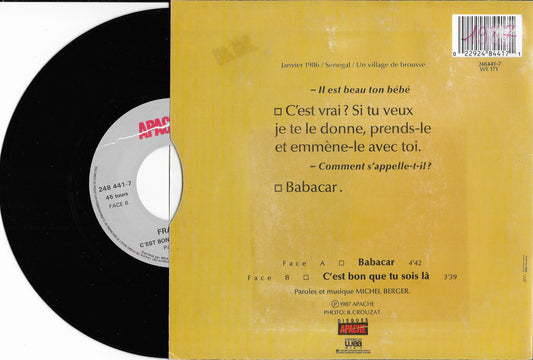 APAC
248 441-7
45 tours
FACE B
FRA
C'EST BON
1987
0 22924 84417 1
248441-7
WE 171
Janvier 1986 / Senégal / Un village de brousse
– Il est beau ton bébé
□ C'est vrai ? Si tu veux
je te le donne, prends-le
et emmène-le avec toi.
– Comment s'appelle-t-il ?
□ Babacar .
Face A □ Babacar 4'42
Face B □ C'est bon que tu sois là 3'39
Paroles et musique MICHEL BERGER.
Ⓟ 1987 APACHE
PHOTO: B. CROUZAT
DISQUES
APACHE
wea